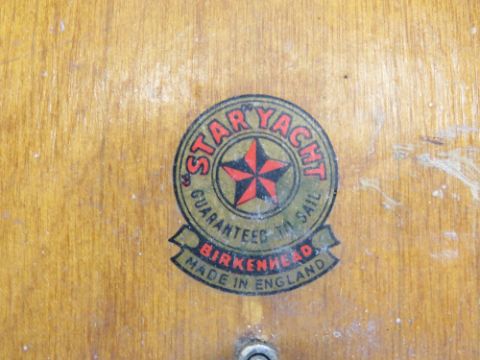 "STAR" YACHT
GUARANTEED TO SAIL
BIRKENHEAD
MADE IN ENGLAND